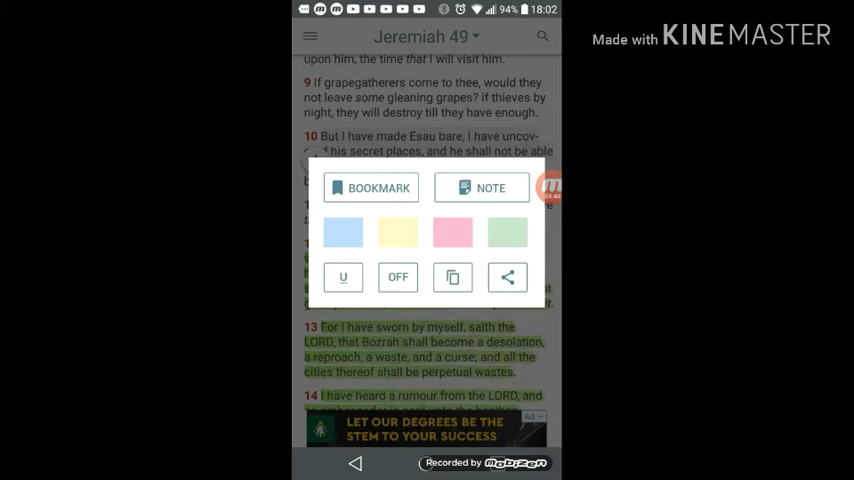 94% 18:02
Made with KINEMASTER
Jeremiah 49
upon him, the time that I will visit him.
9 If grapegatherers come to thee, would they
not leave some gleaning grapes? if thieves by
night, they will destroy till they have enough.
10 But I have made Esau bare, I have uncov-
his secret places, and he shall not be able
BOOKMARK NOTE
09:40
U OFF
13 For I have sworn by myself, saith the
LORD, that Bozrah shall become a desolation,
a reproach, a waste, and a curse; and all the
cities thereof shall be perpetual wastes.
14 I have heard a rumour from the LORD, and
Ad
LET OUR DEGREES BE THE
STEM TO YOUR SUCCESS
Recorded by mobizen